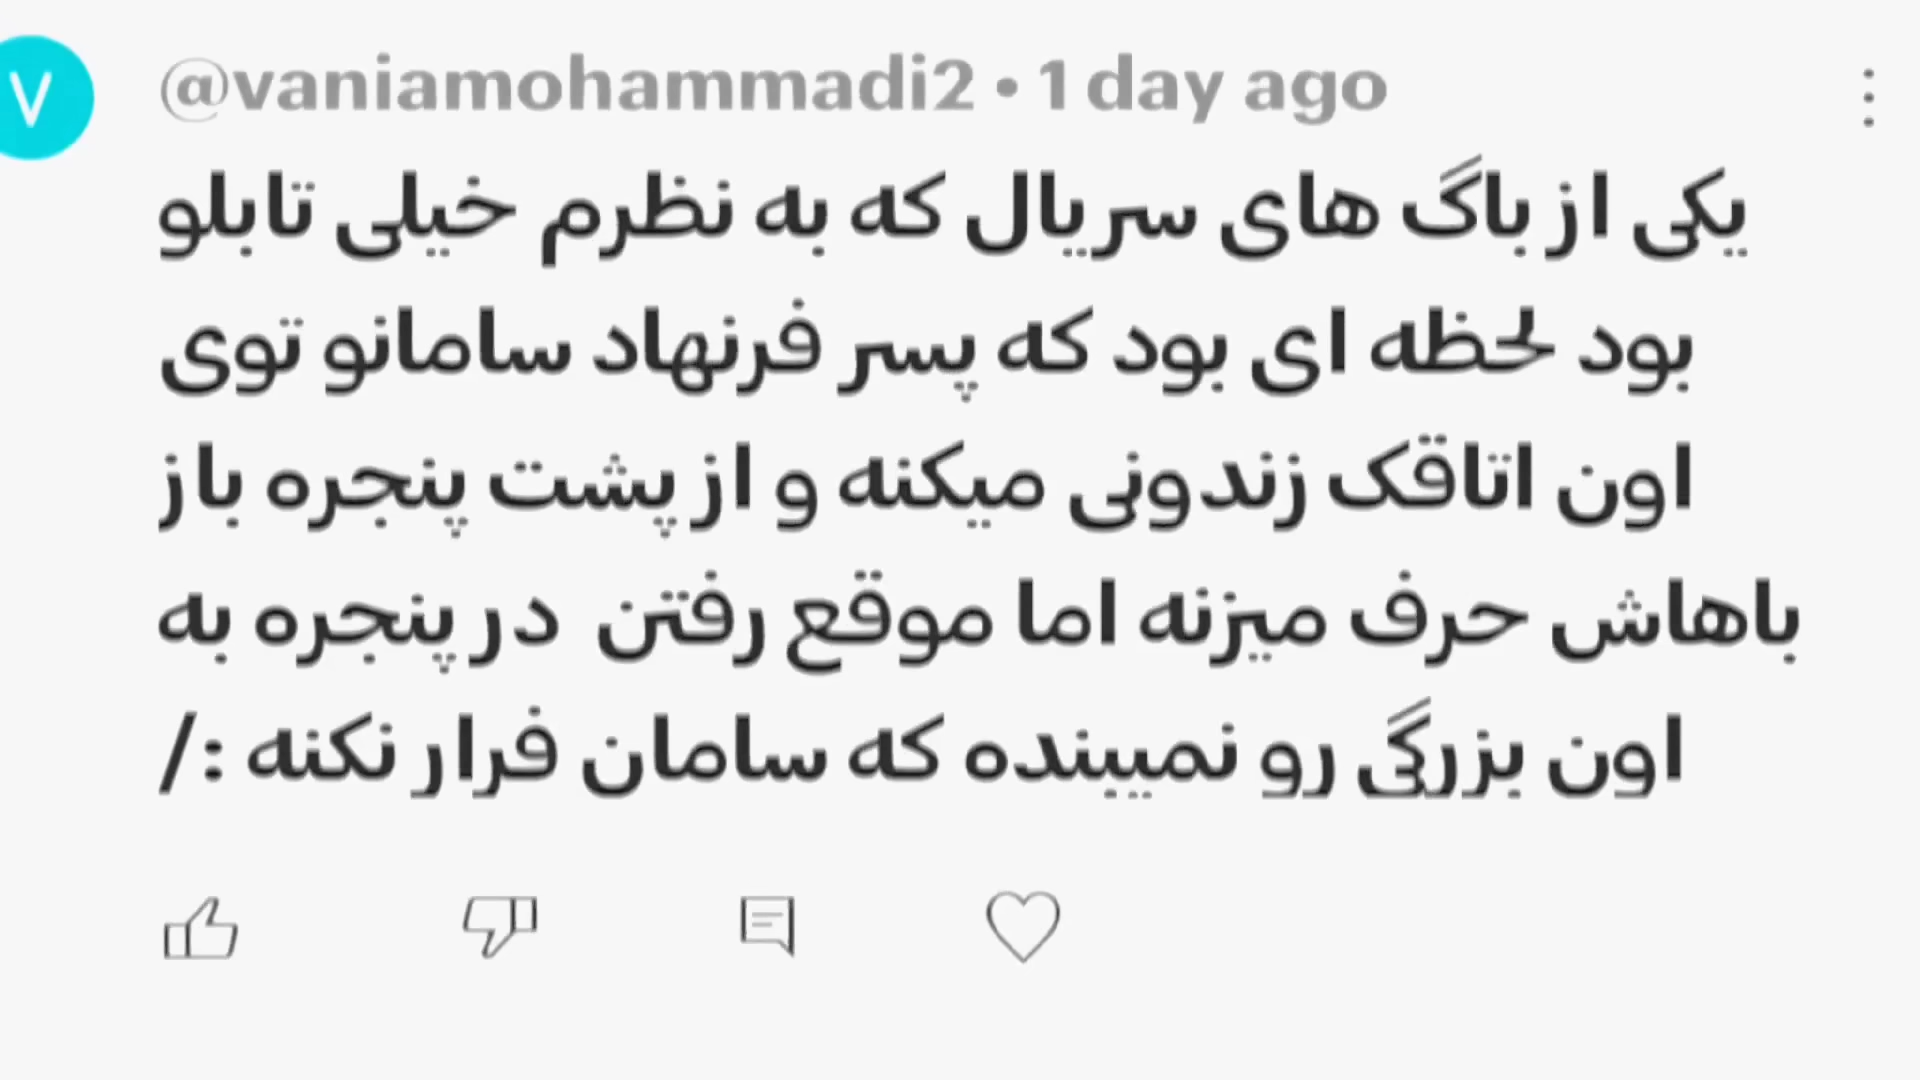 V
@vaniamohammadi2 • 1 day ago
یکی از باگ های سریال که به نظرم خیلی تابلو
بود لحظه ای بود که پسر فرنهاد سامانو توی
اون اتاقک زندونی میکنه و از پشت پنجره باز
باهاش حرف میزنه اما موقع رفتن در پنجره به
اون بزرگی رو نمیبنده که سامان فرار نکنه :/